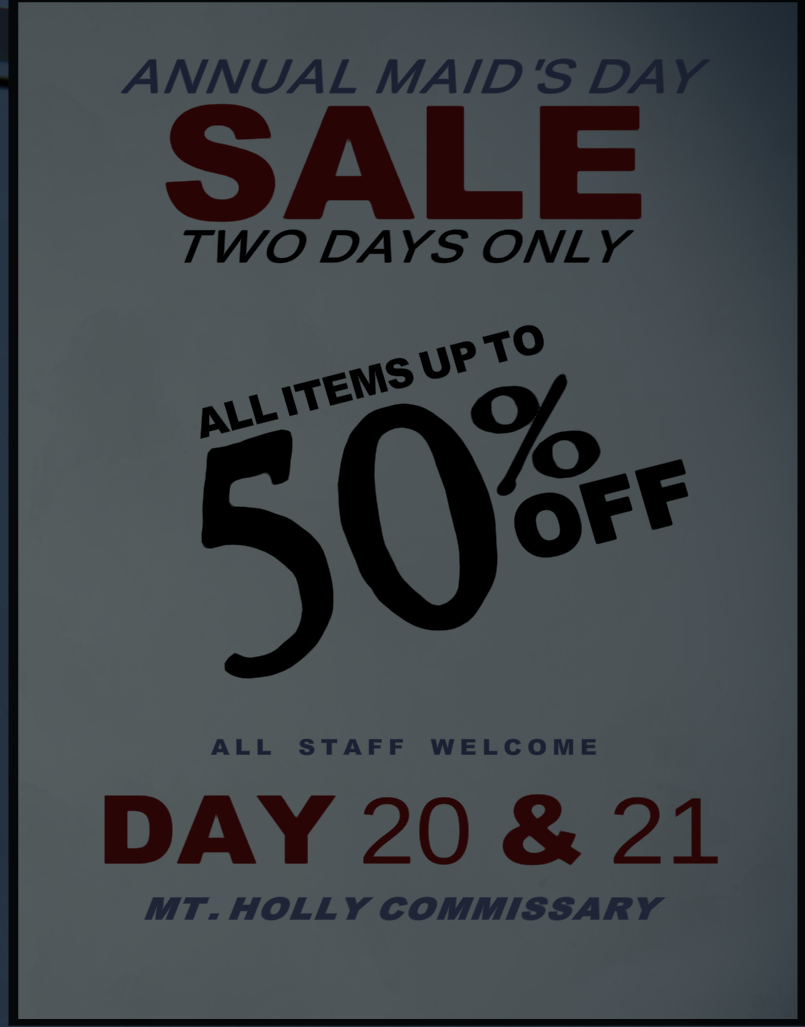 ANNUAL MAID'S DAY
SALE
TWO DAYS ONLY
ALL ITEMS UP TO
50%
OFF
ALL STAFF WELCOME
DAY 20 & 21
MT. HOLLY COMMISSARY